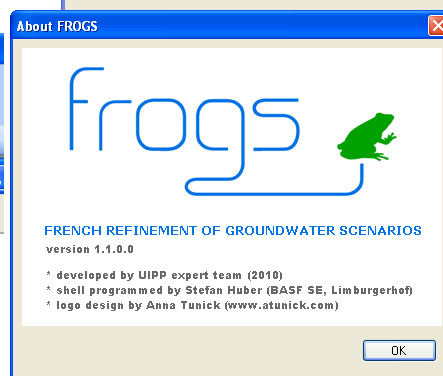 About FROGS
frogs
FRENCH REFINEMENT OF GROUNDWATER SCENARIOS
version 1.1.0.0
* developed by UIPP expert team (2010)
* shell programmed by Stefan Huber (BASF SE, Limburgerhof)
* logo design by Anna Tunick (www.atunick.com)
OK